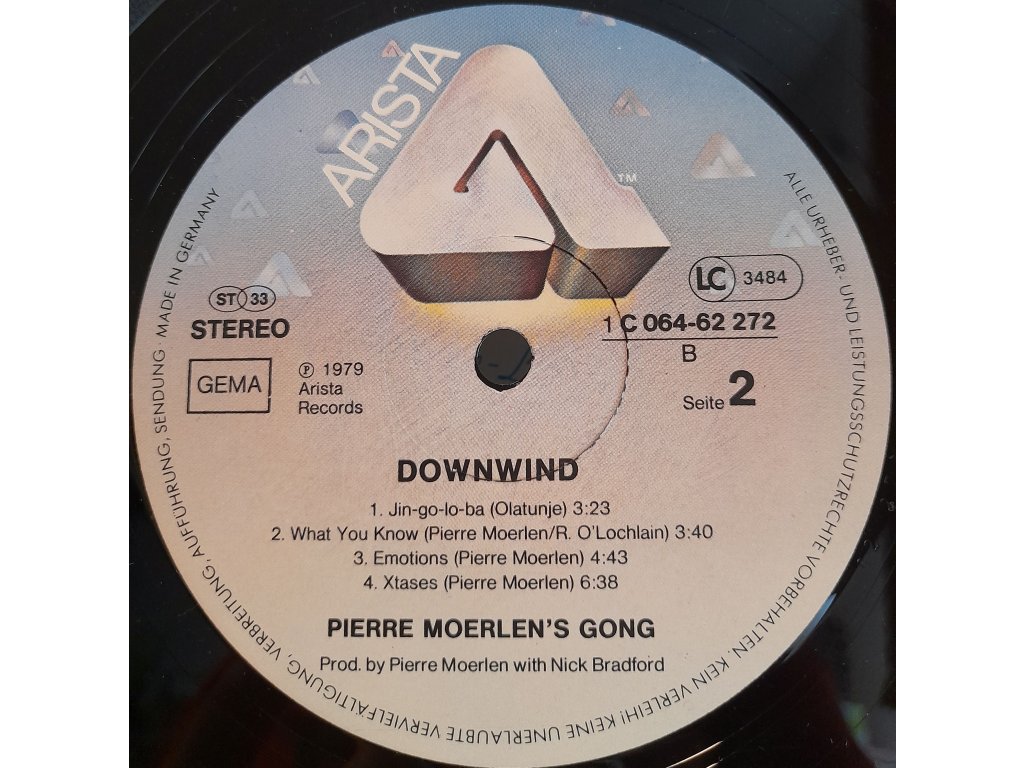 ARISTA
TM
MADE IN GERMANY
ALLE URHEBER- UND LEISTUNGSSCHUTZRECHTE VORBEHALTEN. KEIN VERLEIH! KEINE UNERLAUBTE VERVIELFÄLTIGUNG, VERBREITUNG, AUFFÜHRUNG, SENDUNG
LC 3484
ST 33
STEREO
1 C 064-62 272
B
GEMA
Ⓟ 1979
Arista
Records
Seite 2
DOWNWIND
1. Jin-go-lo-ba (Olatunje) 3:23
2. What You Know (Pierre Moerlen/R. O'Lochlain) 3:40
3. Emotions (Pierre Moerlen) 4:43
4. Xtases (Pierre Moerlen) 6:38
PIERRE MOERLEN'S GONG
Prod. by Pierre Moerlen with Nick Bradford